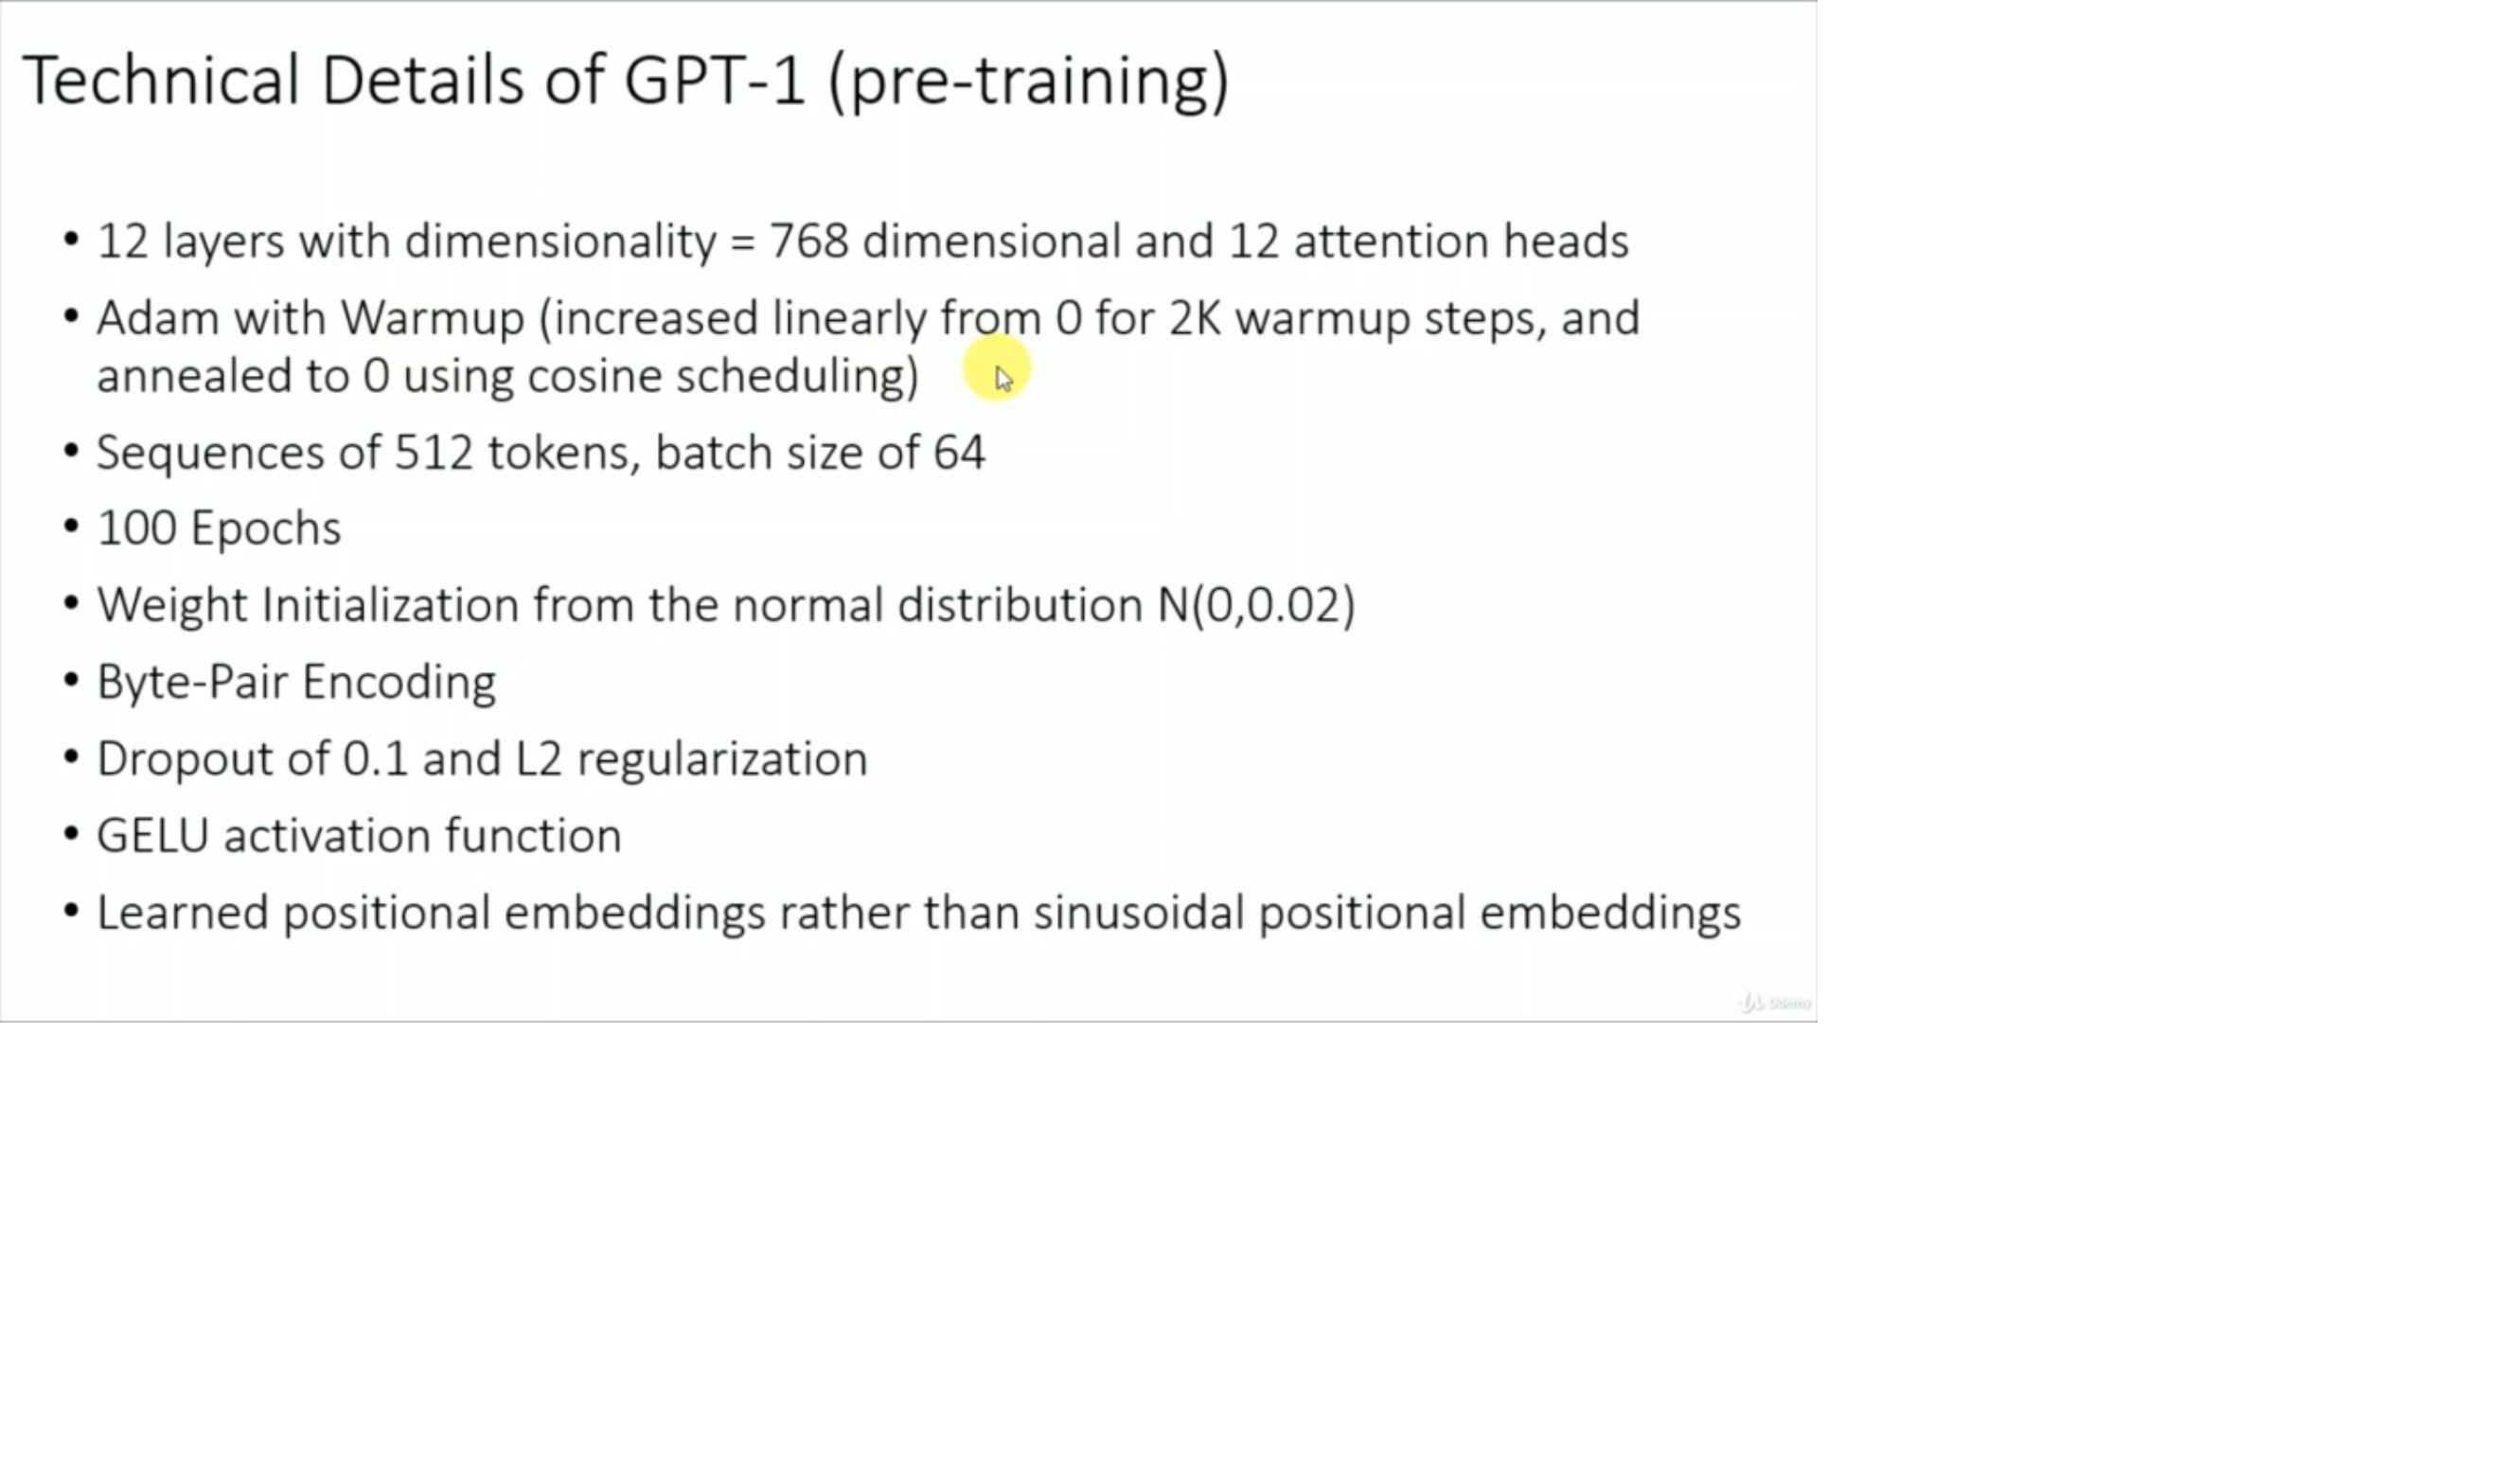 Technical Details of GPT-1 (pre-training)
• 12 layers with dimensionality = 768 dimensional and 12 attention heads
• Adam with Warmup (increased linearly from 0 for 2K warmup steps, and
annealed to 0 using cosine scheduling)
• Sequences of 512 tokens, batch size of 64
• 100 Epochs
• Weight Initialization from the normal distribution N(0,0.02)
• Byte-Pair Encoding
• Dropout of 0.1 and L2 regularization
• GELU activation function
• Learned positional embeddings rather than sinusoidal positional embeddings
Udemy